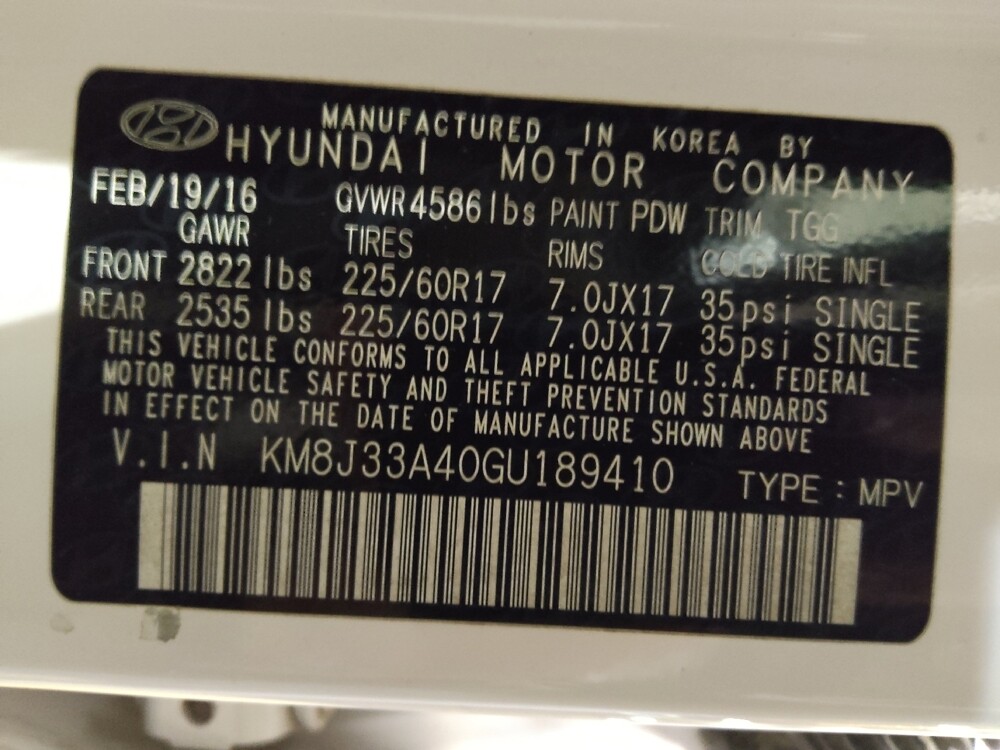 MANUFACTURED IN KOREA BY
HYUNDAI MOTOR COMPANY
FEB/19/16 GVWR 4586 lbs PAINT PDW TRIM TGG
GAWR TIRES RIMS COLD TIRE INFL
FRONT 2822 lbs 225/60R17 7.0JX17 35psi SINGLE
REAR 2535 lbs 225/60R17 7.0JX17 35psi SINGLE
THIS VEHICLE CONFORMS TO ALL APPLICABLE U.S.A. FEDERAL
MOTOR VEHICLE SAFETY AND THEFT PREVENTION STANDARDS
IN EFFECT ON THE DATE OF MANUFACTURE SHOWN ABOVE
V.I.N KM8J33A40GU189410 TYPE : MPV